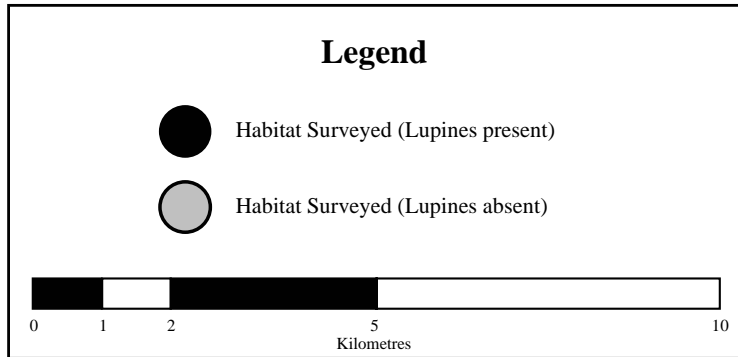 Legend
Habitat Surveyed (Lupines present)
Habitat Surveyed (Lupines absent)
0 1 2 5 10
Kilometres